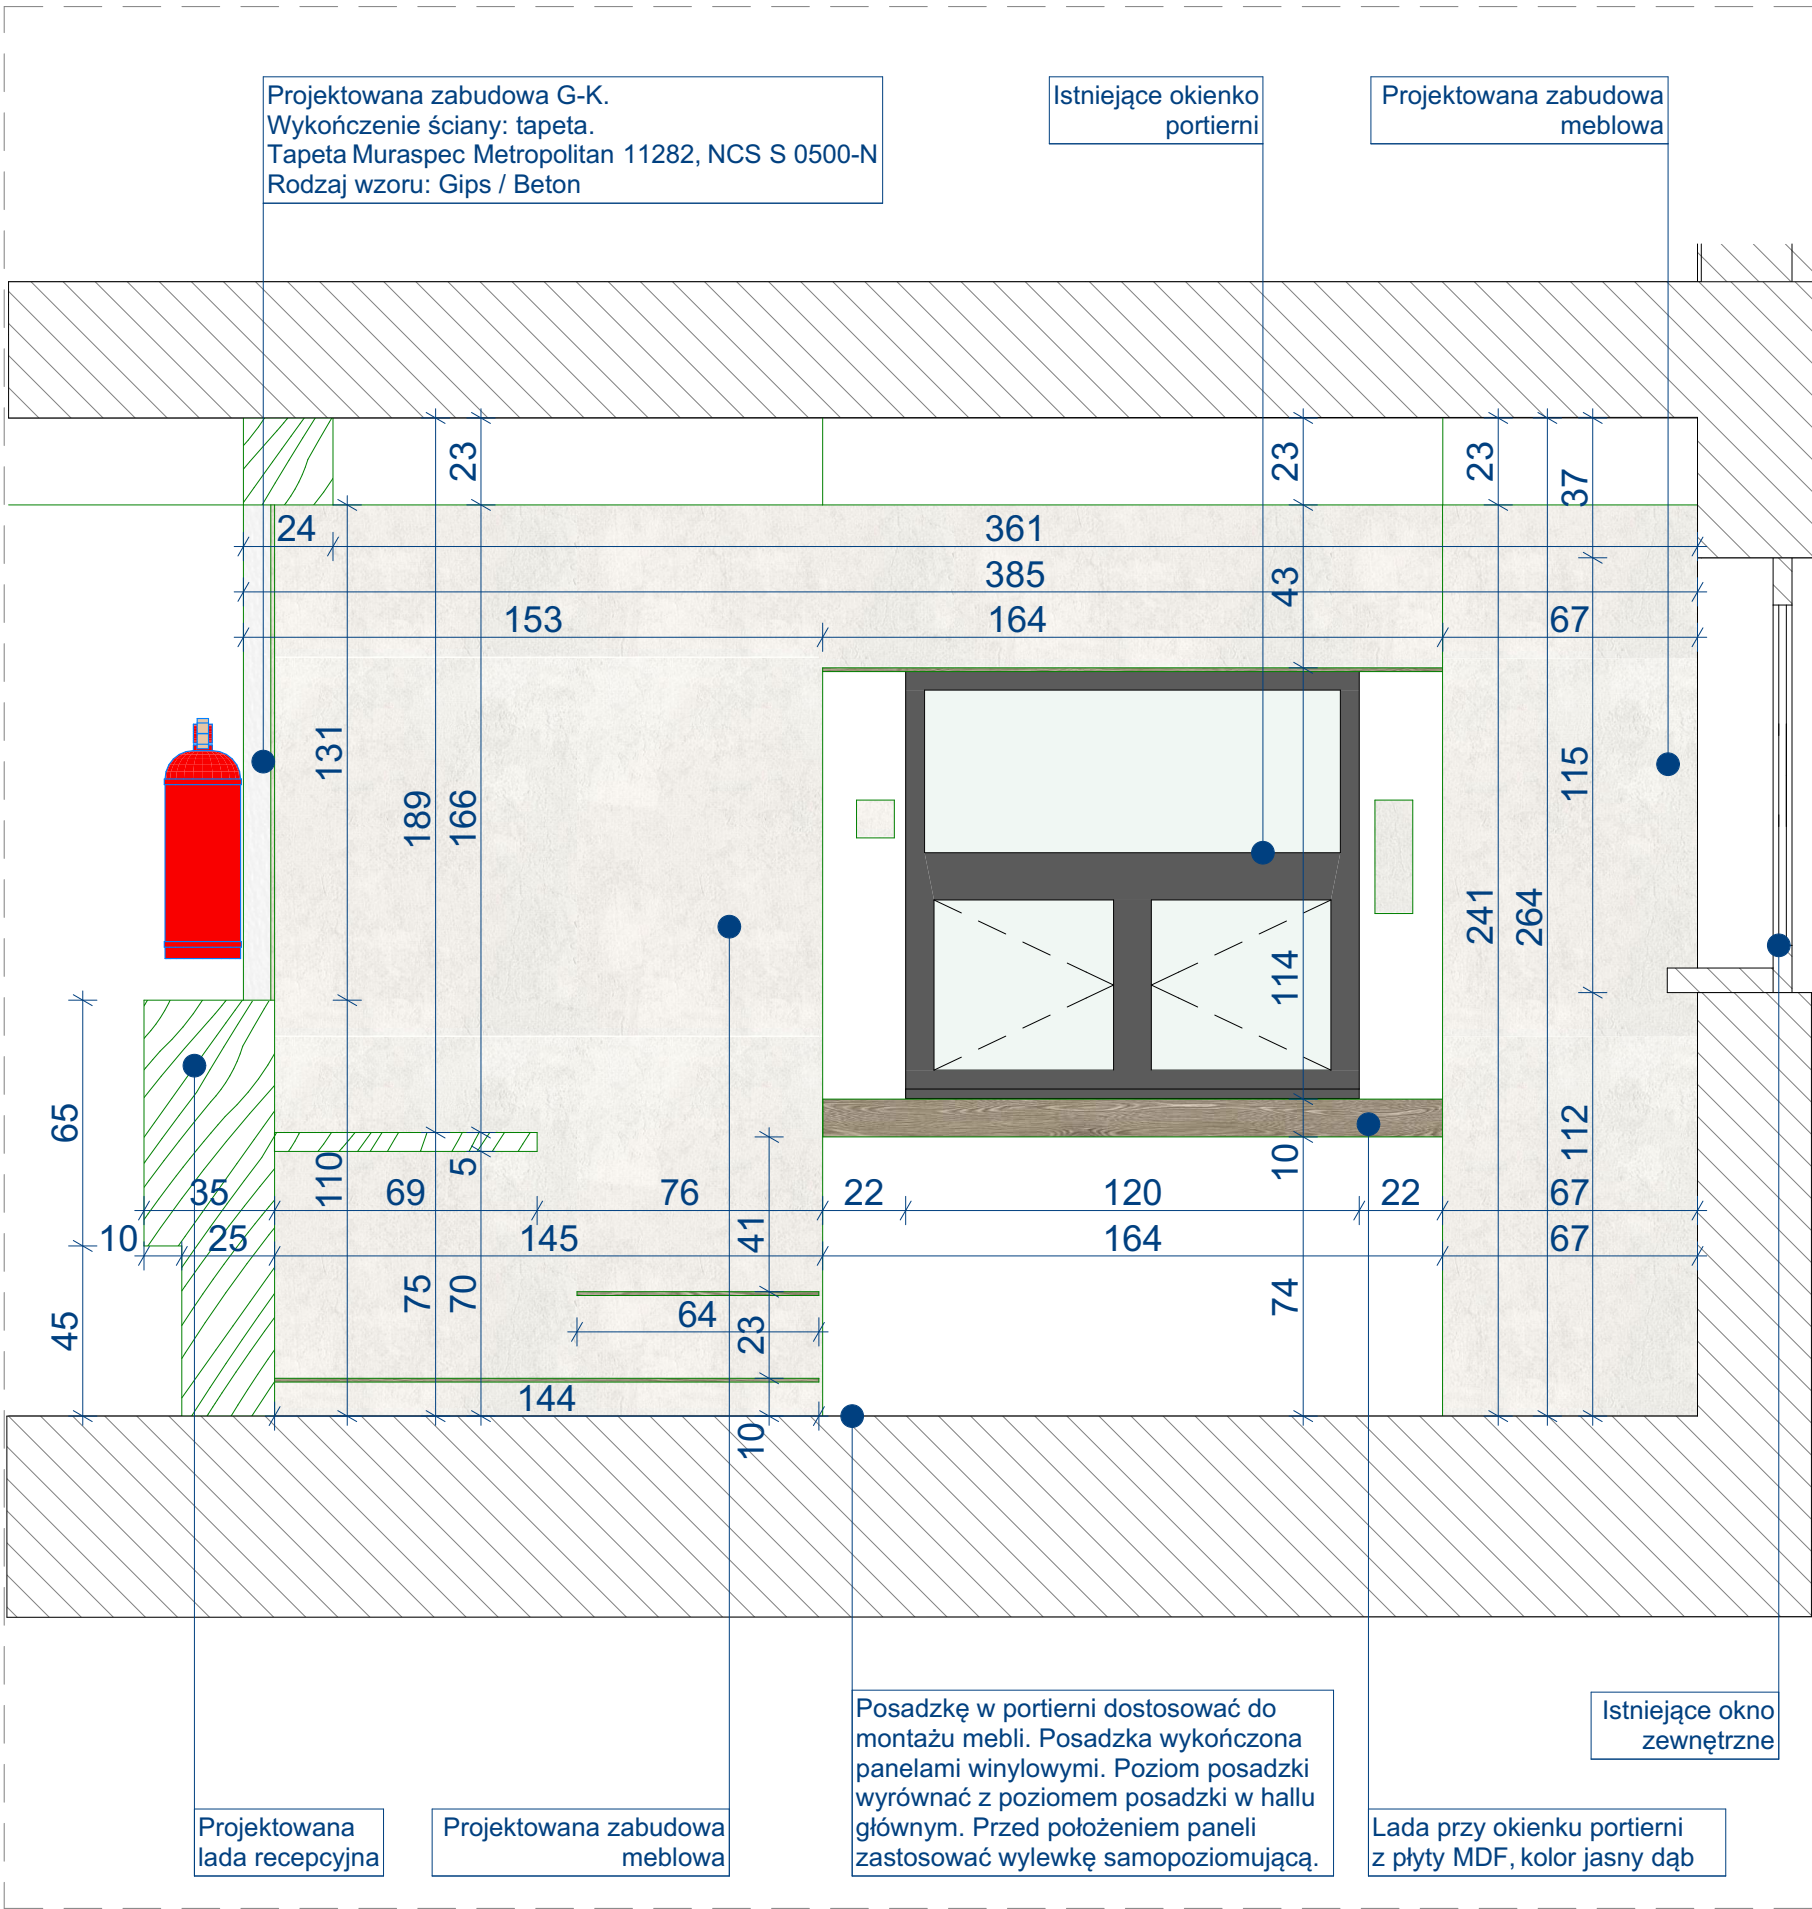 Projektowana zabudowa G-K.
Wykończenie ściany: tapeta.
Tapeta Muraspec Metropolitan 11282, NCS S 0500-N
Rodzaj wzoru: Gips / Beton
Istniejące okienko
portierni
Projektowana zabudowa
meblowa
23
23
23
37
24
361
385
43
153
164
67
131
189
166
115
241
264
114
65
110
5
10
112
35
69
76
22
120
22
67
10
25
145
41
164
67
75
70
74
45
64
23
144
10
Posadzkę w portierni dostosować do
montażu mebli. Posadzka wykończona
panelami winylowymi. Poziom posadzki
wyrównać z poziomem posadzki w hallu
głównym. Przed położeniem paneli
zastosować wylewkę samopoziomującą.
Istniejące okno
zewnętrzne
Projektowana
lada recepcyjna
Projektowana zabudowa
meblowa
Lada przy okienku portierni
z płyty MDF, kolor jasny dąb